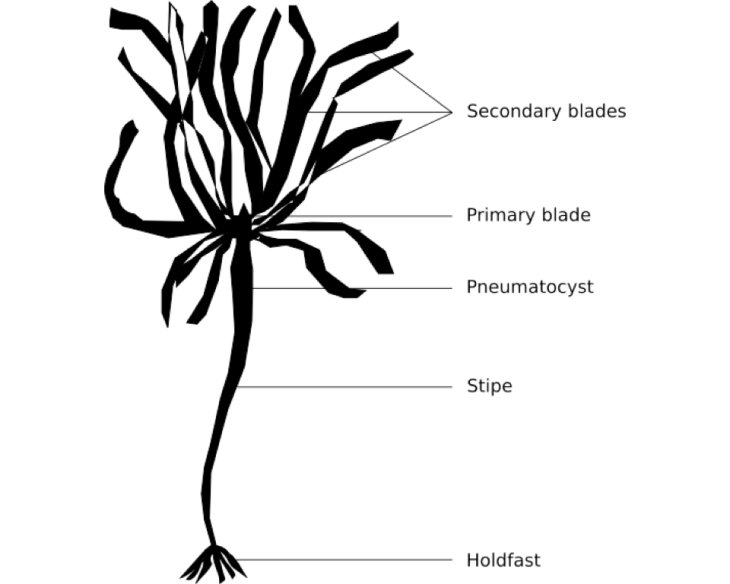 Secondary blades
Primary blade
Pneumatocyst
Stipe
Holdfast